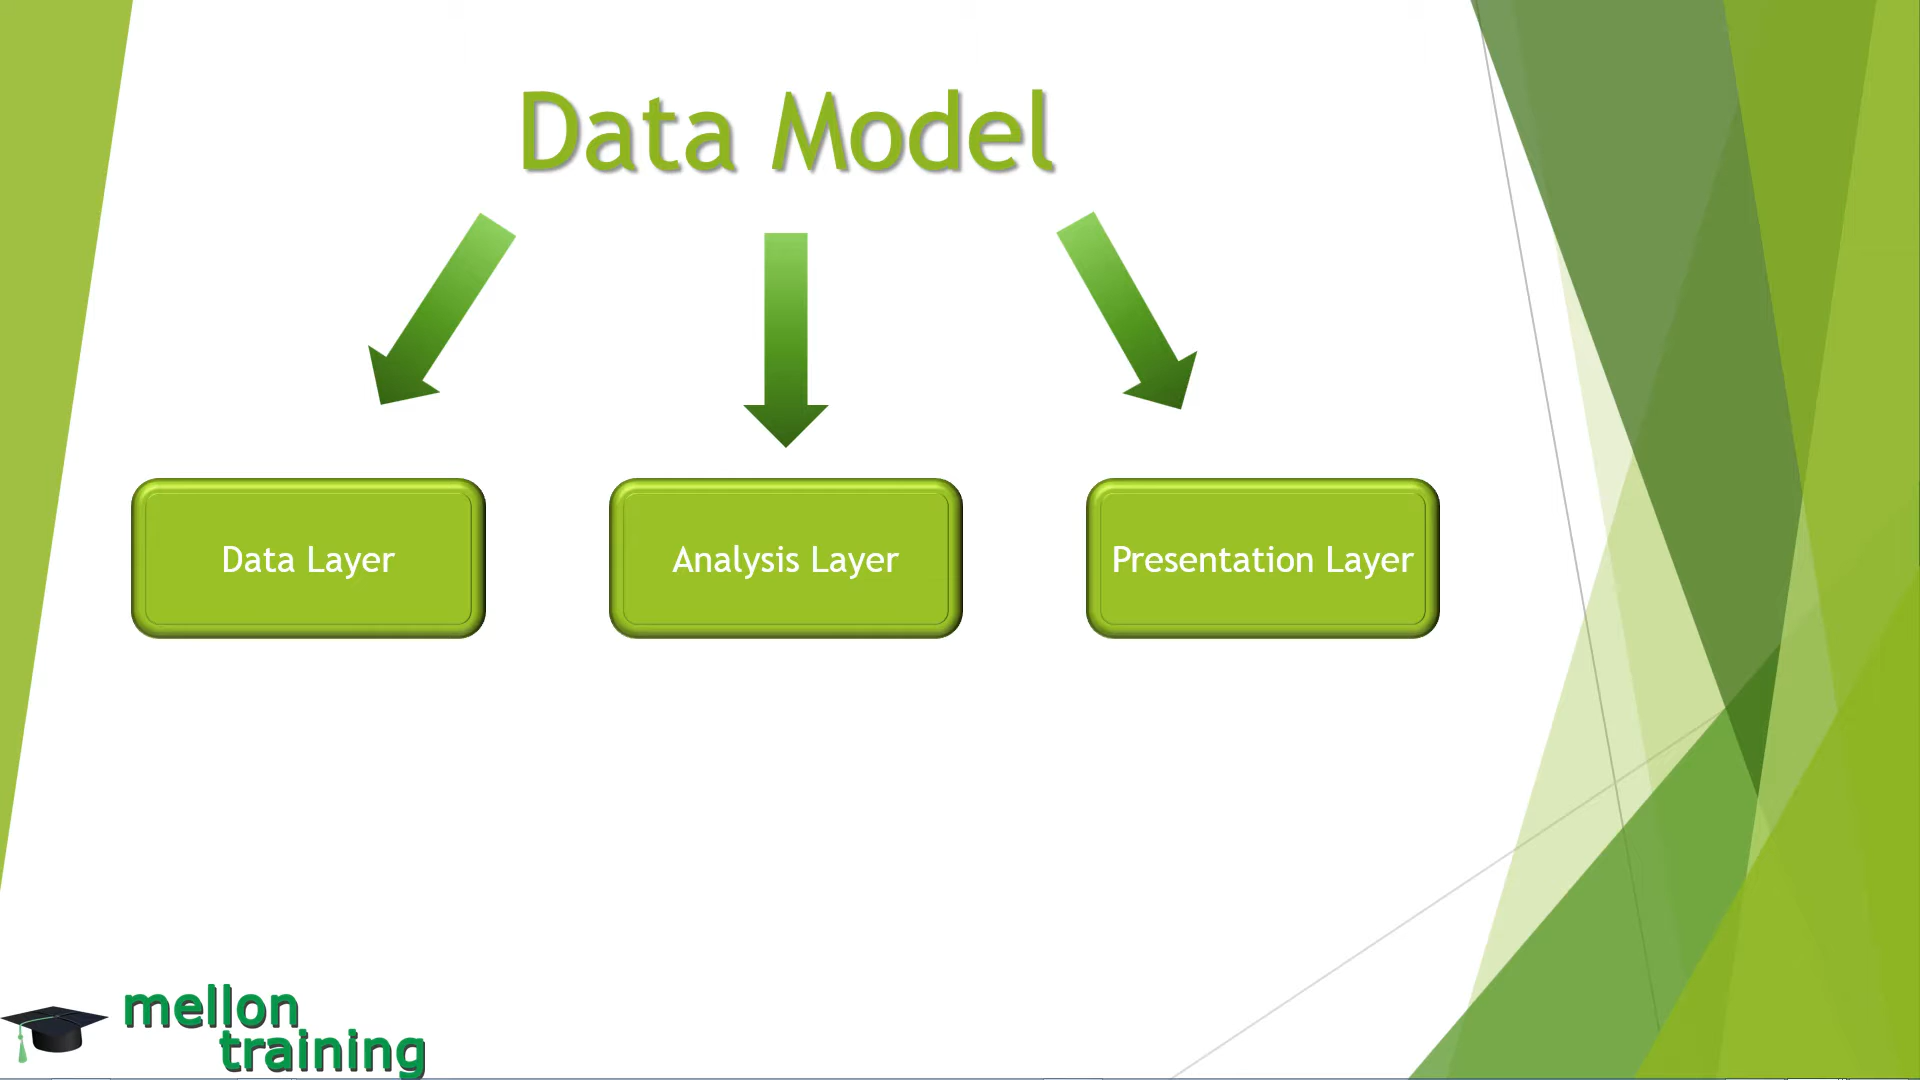 Data Model
Data Layer
Analysis Layer
Presentation Layer
mellon
training